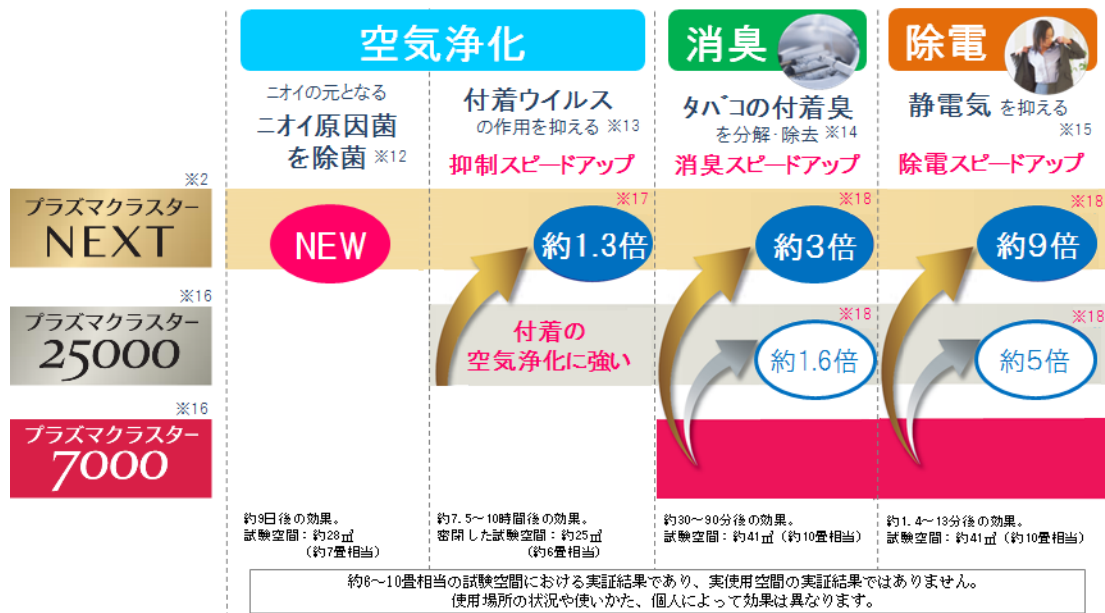 空気浄化
消臭
除電
ニオイの元となる
ニオイ原因菌
を除菌 ※12
付着ウイルス
の作用を抑える ※13
抑制スピードアップ
タバコの付着臭
を分解・除去 ※14
消臭スピードアップ
静電気 を抑える
※15
除電スピードアップ
※2
プラズマクラスター
NEXT
NEW
※17
約1.3倍
※18
約3倍
※18
約9倍
※16
プラズマクラスター
25000
付着の
空気浄化に強い
※18
約1.6倍
※18
約5倍
※16
プラズマクラスター
7000
約9日後の効果。
試験空間：約28㎥
（約7畳相当）
約7.5～10時間後の効果。
密閉した試験空間：約25㎥
（約6畳相当）
約30～90分後の効果。
試験空間：約41㎥（約10畳相当）
約1.4～13分後の効果。
試験空間：約41㎥（約10畳相当）
約6～10畳相当の試験空間における実証結果であり、実使用空間の実証結果ではありません。
使用場所の状況や使いかた、個人によって効果は異なります。